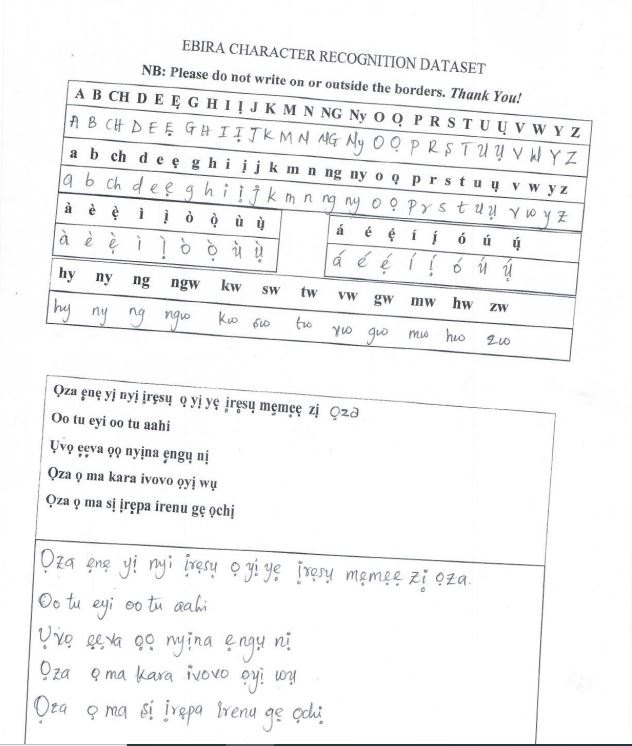 EBIRA CHARACTER RECOGNITION DATASET
NB: Please do not write on or outside the borders. Thank You!
A B CH D E Ẹ G H I Ị J K M N NG Ny O Ọ P R S T U Ụ V W Y Z
A B CH D E Ẹ G H I Ị J K M N NG Ny O Ọ P R S T U Ụ V W Y Z
a b ch d e ẹ g h i ị j k m n ng ny o ọ p r s t u ụ v w y z
a b ch d e ẹ g h i ị j k m n ng ny o ọ p r s t u ụ v w y z
à è ẹ̀ ì ị̀ ò ọ̀ ù ụ̀
à è ẹ̀ ì ị̀ ò ọ̀ ù ụ̀
á é ẹ́ í ị́ ó ú ụ́
á é ẹ́ í ị́ ó ú ụ́
hy ny ng ngw kw sw tw vw gw mw hw zw
hy ny ng ngw kw sw tw vw gw mw hw zw
Ọza ẹnẹ yị nyị ịrẹsụ ọ yị yẹ ịrẹsụ mẹmẹẹ zị ọza
Oo tu eyi oo tu aahi
Ụvọ ẹẹva ọọ nyịna ẹngụ nị
Ọza ọ ma kara ivovo ọyị wụ
Ọza ọ ma sị ịrẹpa irenu gẹ ọchị
Ọza ẹnẹ yị nyi ịrẹsụ ọ yị yẹ ịrẹsụ mẹmẹẹ zị ọza.
Oo tu eyi oo tu aahi
Ụvọ ẹẹva ọọ nyịna ẹngụ nị
Ọza ọ ma kara ivovo ọyị wụ
Ọza ọ ma sị ịrẹpa irenu gẹ ọchị